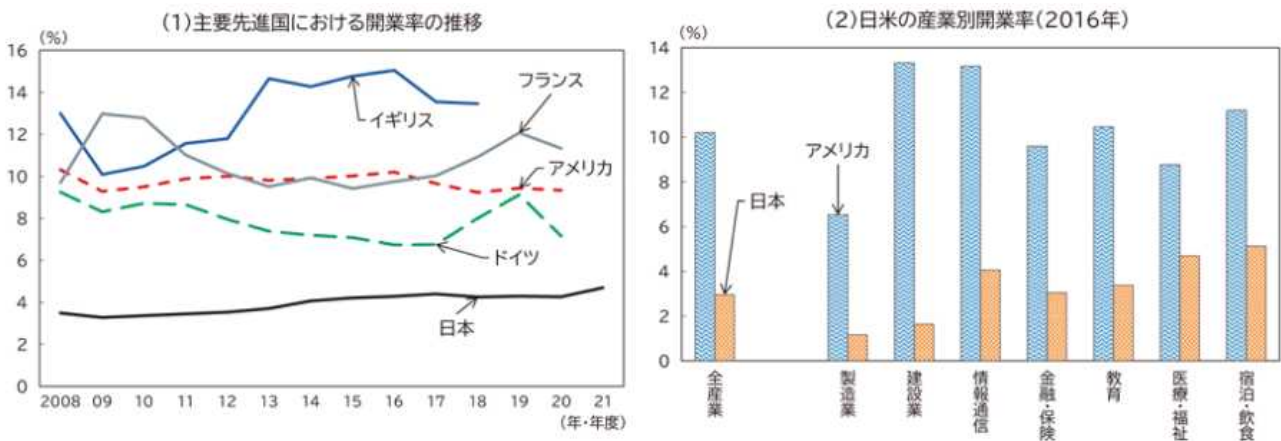 (1)主要先進国における開業率の推移
(%)
16
14
12
10
8
6
4
2
0
フランス
イギリス
アメリカ
ドイツ
日本
2008 09 10 11 12 13 14 15 16 17 18 19 20 21
(年・年度)
(2)日米の産業別開業率(2016年)
(%)
14
12
10
8
6
4
2
0
アメリカ
日本
全産業
製造業
建設業
情報通信
金融・保険
教育
医療・福祉
宿泊・飲食